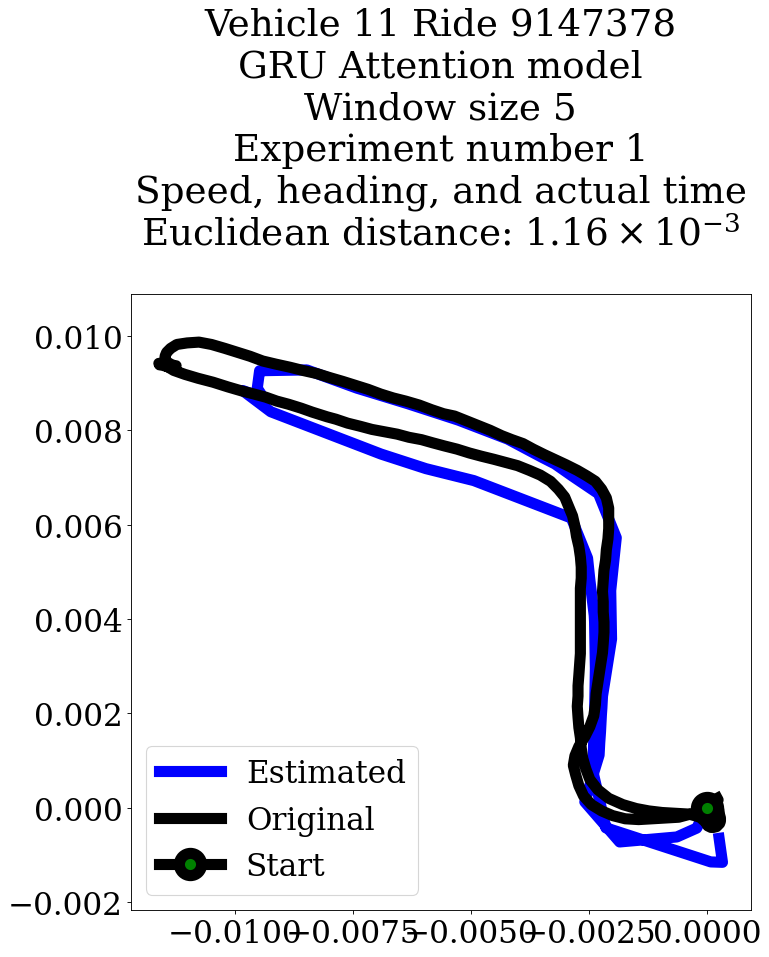 Vehicle 11 Ride 9147378
GRU Attention model
Window size 5
Experiment number 1
Speed, heading, and actual time
Euclidean distance: 1.16 × 10⁻³
0.010
0.008
0.006
0.004
0.002
0.000
−0.002
Estimated
Original
Start
−0.0100 −0.0075 −0.0050 −0.0025 0.0000